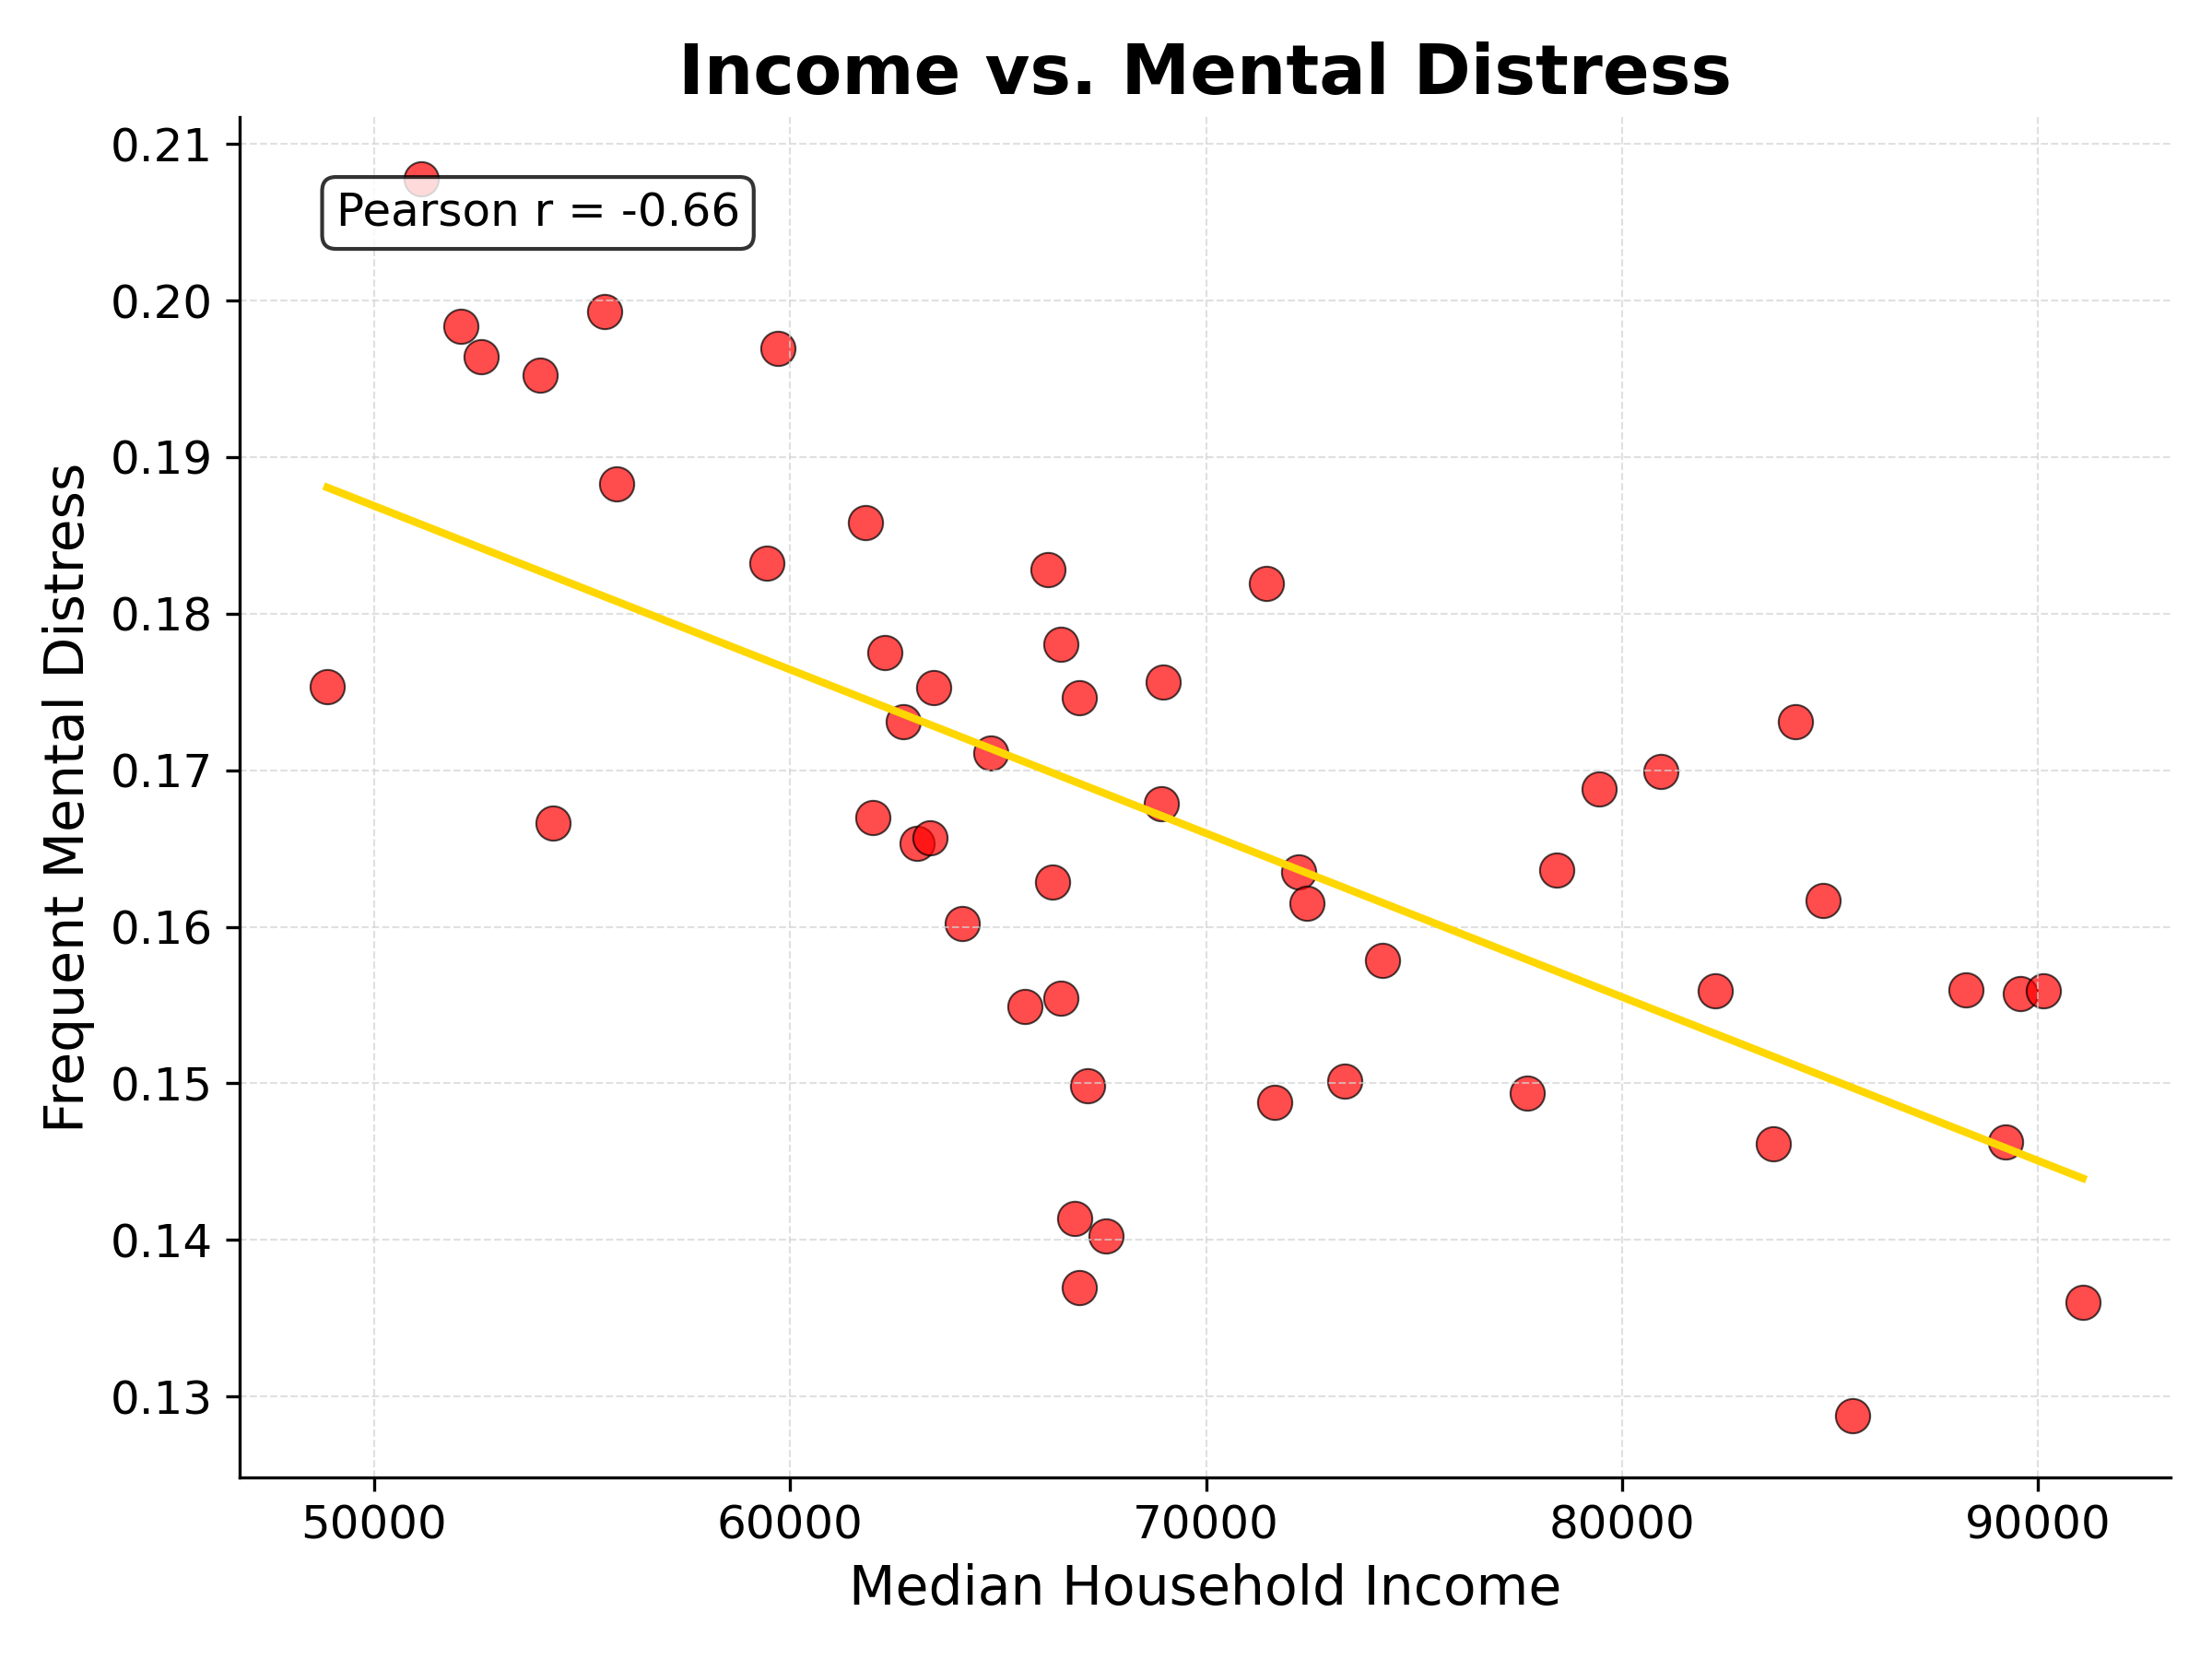 Income vs. Mental Distress
Pearson r = -0.66
Frequent Mental Distress
0.21
0.20
0.19
0.18
0.17
0.16
0.15
0.14
0.13
50000 60000 70000 80000 90000
Median Household Income